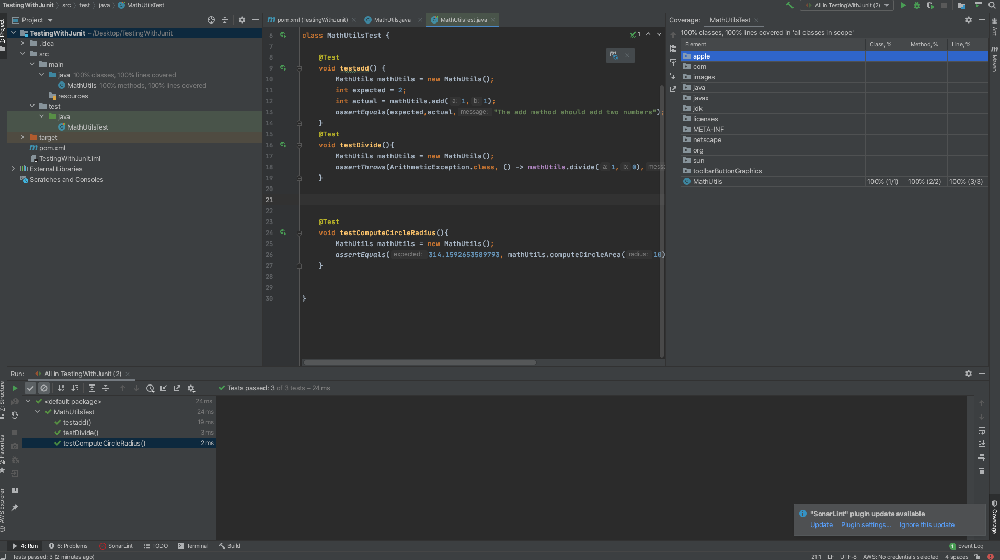 TestingWithJunit src test java MathUtilsTest
All in TestingWithJunit (2)
1: Project
Project
TestingWithJunit ~/Desktop/TestingWithJunit
.idea
src
main
java 100% classes, 100% lines covered
MathUtils 100% methods, 100% lines covered
resources
test
java
MathUtilsTest
target
pom.xml
TestingWithJunit.iml
External Libraries
Scratches and Consoles
pom.xml (TestingWithJunit) MathUtils.java MathUtilsTest.java
1
6 class MathUtilsTest {
7
8 @Test
9 void testadd() {
10 MathUtils mathUtils = new MathUtils();
11 int expected = 2;
12 int actual = mathUtils.add( a: 1, b: 1);
13 assertEquals(expected,actual, message: "The add method should add two numbers");
14 }
15 @Test
16 void testDivide(){
17 MathUtils mathUtils = new MathUtils();
18 assertThrows(ArithmeticException.class, () -> mathUtils.divide( a: 1, b: 0), messa
19 }
20
21
22
23 @Test
24 void testComputeCircleRadius(){
25 MathUtils mathUtils = new MathUtils();
26 assertEquals( expected: 314.1592653589793, mathUtils.computeCircleArea( radius: 10)
27 }
28
29
30 }
Coverage: MathUtilsTest
100% classes, 100% lines covered in 'all classes in scope'
Element Class, % Method, % Line, %
apple
com
images
java
javax
jdk
licenses
META-INF
netscape
org
sun
toolbarButtonGraphics
MathUtils 100% (1/1) 100% (2/2) 100% (3/3)
Ant
Maven
Coverage
Run: All in TestingWithJunit (2)
Tests passed: 3 of 3 tests – 24 ms
<default package> 24 ms
MathUtilsTest 24 ms
testadd() 19 ms
testDivide() 3 ms
testComputeCircleRadius() 2 ms
7: Structure
2: Favorites
AWS Explorer
"SonarLint" plugin update available
Update Plugin settings... Ignore this update
4: Run 6: Problems SonarLint TODO Terminal Build
1 Event Log
Tests passed: 3 (2 minutes ago)
21:1 LF UTF-8 AWS: No credentials selected 4 spaces